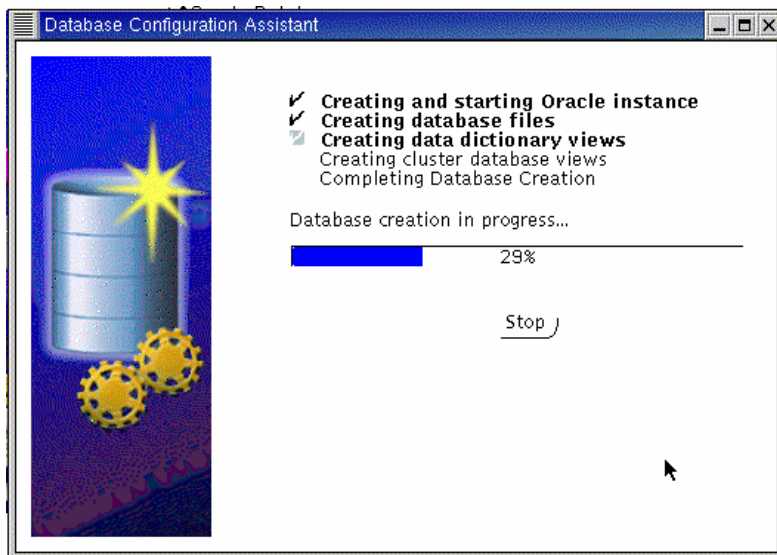 Database Configuration Assistant
Creating and starting Oracle instance
Creating database files
Creating data dictionary views
Creating cluster database views
Completing Database Creation
Database creation in progress...
29%
Stop